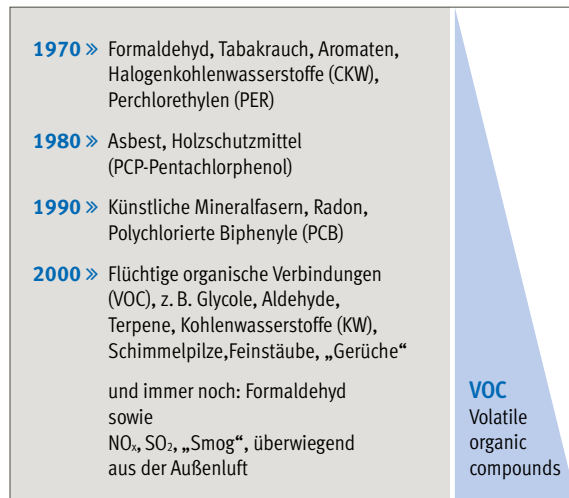 1970 » Formaldehyd, Tabakrauch, Aromaten,
Halogenkohlenwasserstoffe (CKW),
Perchlorethylen (PER)
1980 » Asbest, Holzschutzmittel
(PCP-Pentachlorphenol)
1990 » Künstliche Mineralfasern, Radon,
Polychlorierte Biphenyle (PCB)
2000 » Flüchtige organische Verbindungen
(VOC), z. B. Glycole, Aldehyde,
Terpene, Kohlenwasserstoffe (KW),
Schimmelpilze,Feinstäube, „Gerüche“
und immer noch: Formaldehyd
sowie
NOₓ, SO₂, „Smog“, überwiegend
aus der Außenluft
VOC
Volatile
organic
compounds